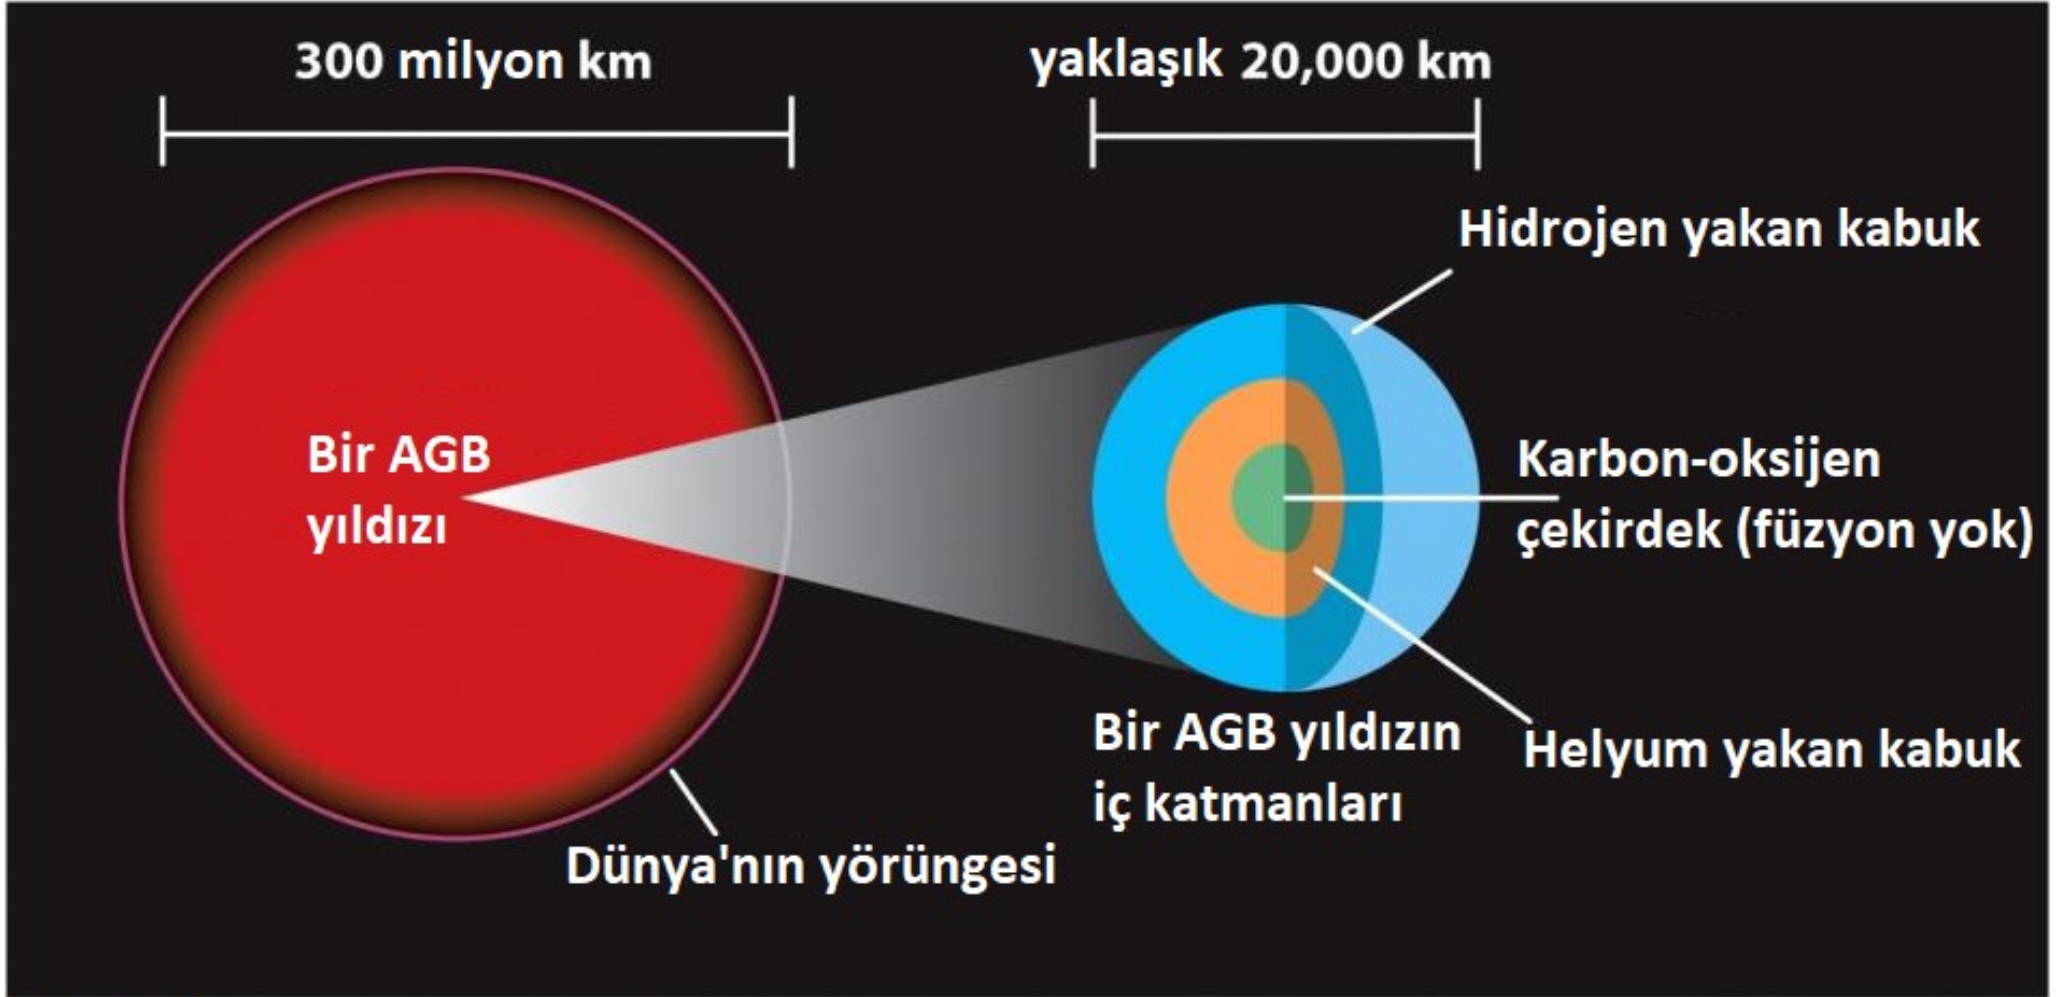 300 milyon km
yaklaşık 20,000 km
Hidrojen yakan kabuk
Bir AGB
yıldızı
Karbon-oksijen
çekirdek (füzyon yok)
Bir AGB yıldızın
iç katmanları
Helyum yakan kabuk
Dünya'nın yörüngesi